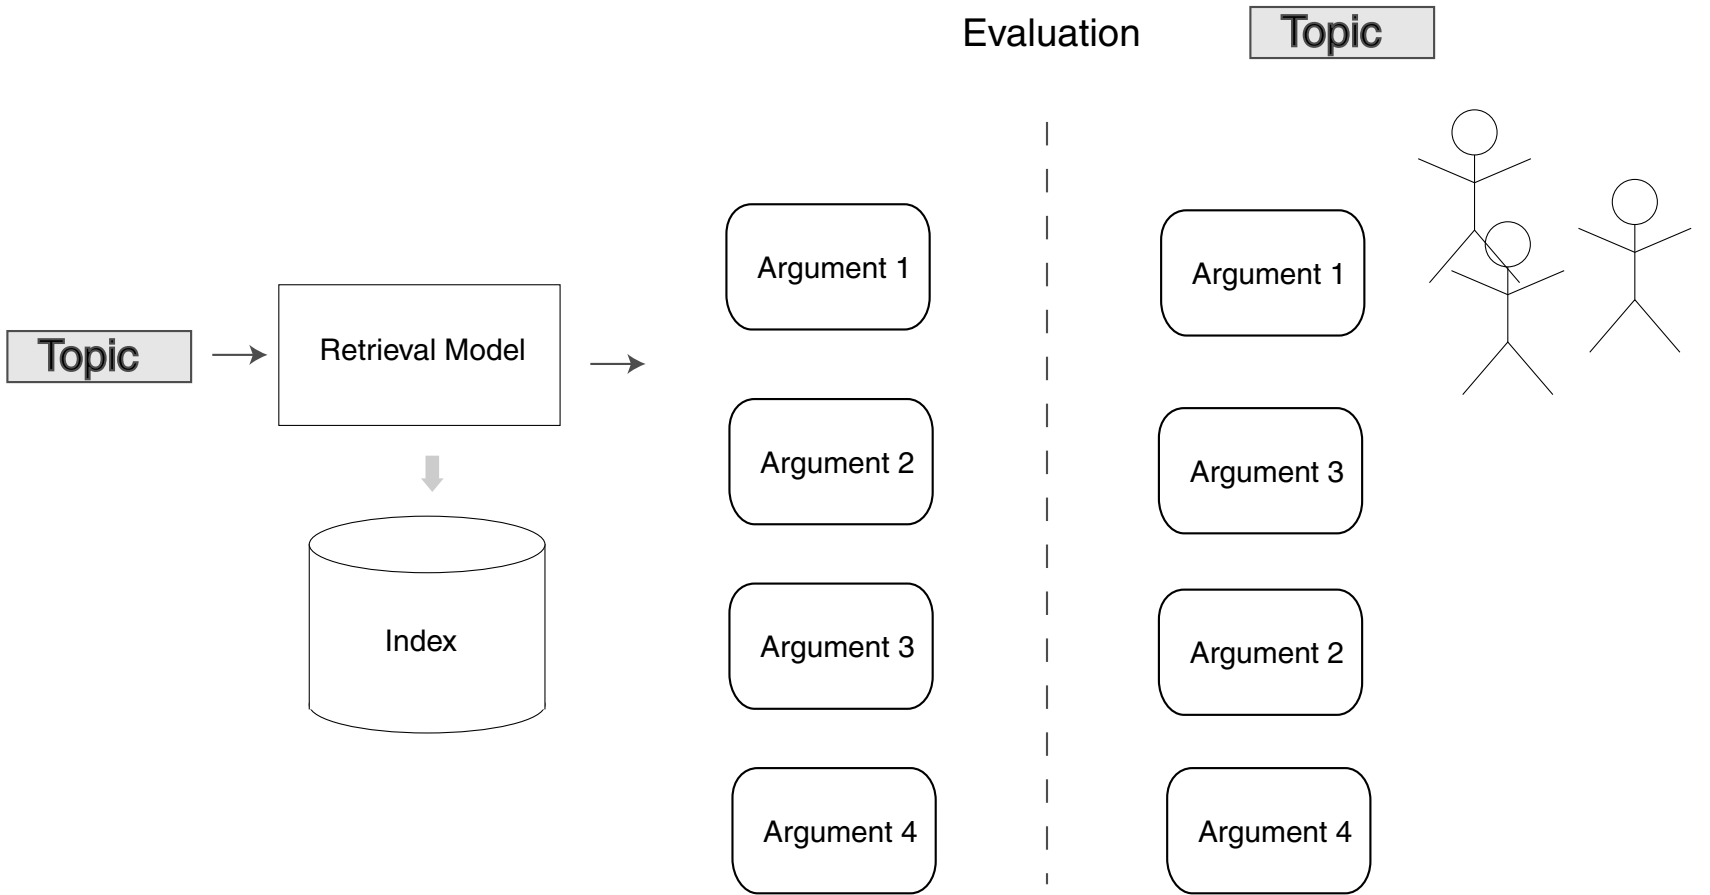 Evaluation
Topic
Topic
Retrieval Model
Index
Argument 1
Argument 2
Argument 3
Argument 4
Argument 1
Argument 3
Argument 2
Argument 4